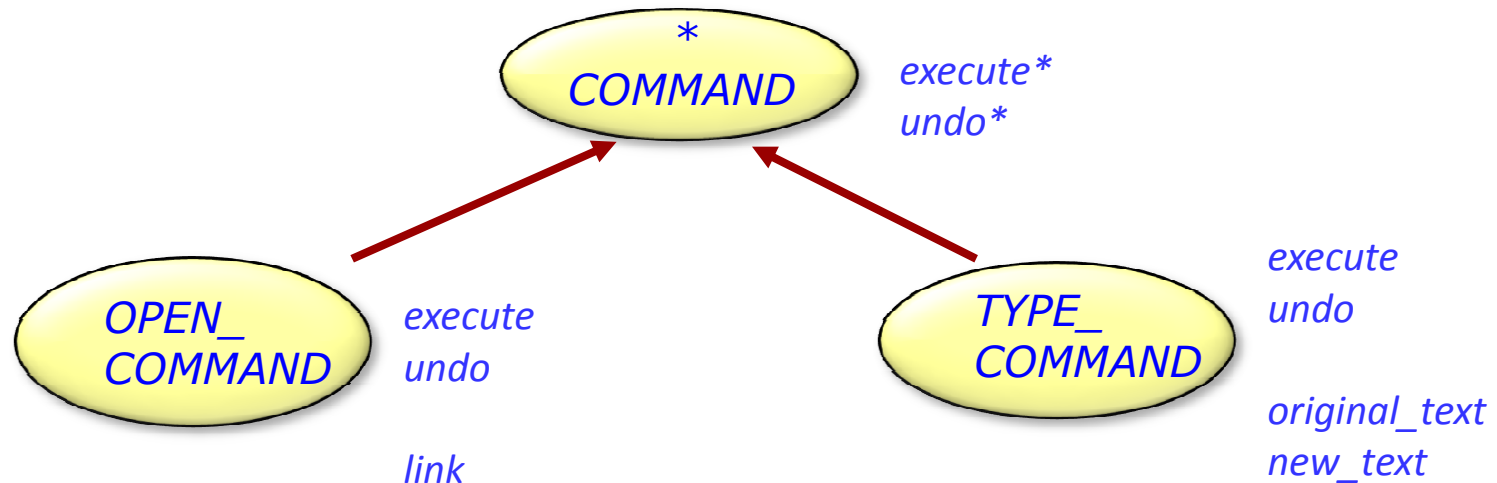 *
COMMAND
execute*
undo*
OPEN_
COMMAND
execute
undo
link
TYPE_
COMMAND
execute
undo
original_text
new_text